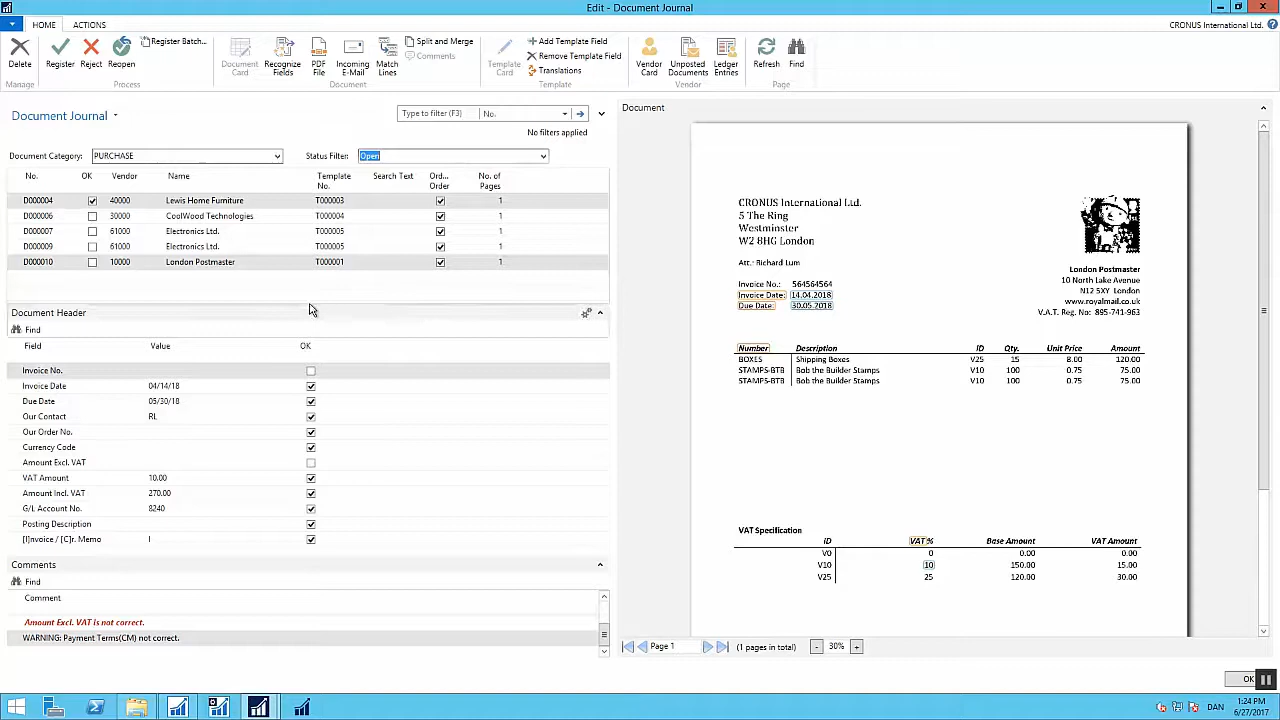 Edit - Document Journal
HOME ACTIONS CRONUS International Ltd.
Delete Register Reject Reopen Register Batch... Document Card Recognize Fields PDF File Incoming E-Mail Match Lines Split and Merge Comments Template Card Add Template Field Remove Template Field Translations Vendor Card Unposted Documents Ledger Entries Refresh Find
Manage Process Document Template Vendor Page
Document Journal Type to filter (F3) No.
No filters applied
Document Category: PURCHASE Status Filter: Open
No. OK Vendor Name Template No. Search Text Ord... Order No. of Pages
D000004 40000 Lewis Home Furniture T000003 1
D000006 30000 CoolWood Technologies T000004 1
D000007 61000 Electronics Ltd. T000005 1
D000009 61000 Electronics Ltd. T000005 1
D000010 10000 London Postmaster T000001 1
Document Header
Find
Field Value OK
Invoice No.
Invoice Date 04/14/18
Due Date 05/30/18
Our Contact RL
Our Order No.
Currency Code
Amount Excl. VAT
VAT Amount 10.00
Amount Incl. VAT 270.00
G/L Account No. 8240
Posting Description
[I]nvoice / [C]r. Memo I
Comments
Find
Comment
Amount Excl. VAT is not correct.
WARNING: Payment Terms(CM) not correct.
Document
CRONUS International Ltd.
5 The Ring
Westminster
W2 8HG London
Att.: Richard Lum
London Postmaster
10 North Lake Avenue
N12 5XY London
www.royalmail.co.uk
V.A.T. Reg. No: 895-741-963
Invoice No.: 564564564
Invoice Date: 14.04.2018
Due Date: 30.05.2018
Number Description ID Qty. Unit Price Amount
BOXES Shipping Boxes V25 15 8.00 120.00
STAMPS-BTB Bob the Builder Stamps V10 100 0.75 75.00
STAMPS-BTB Bob the Builder Stamps V10 100 0.75 75.00
VAT Specification
ID VAT % Base Amount VAT Amount
V0 0 0.00 0.00
V10 10 150.00 15.00
V25 25 120.00 30.00
Page 1 (1 pages in total) - 30% +
OK
DAN 1:24 PM
6/27/2017